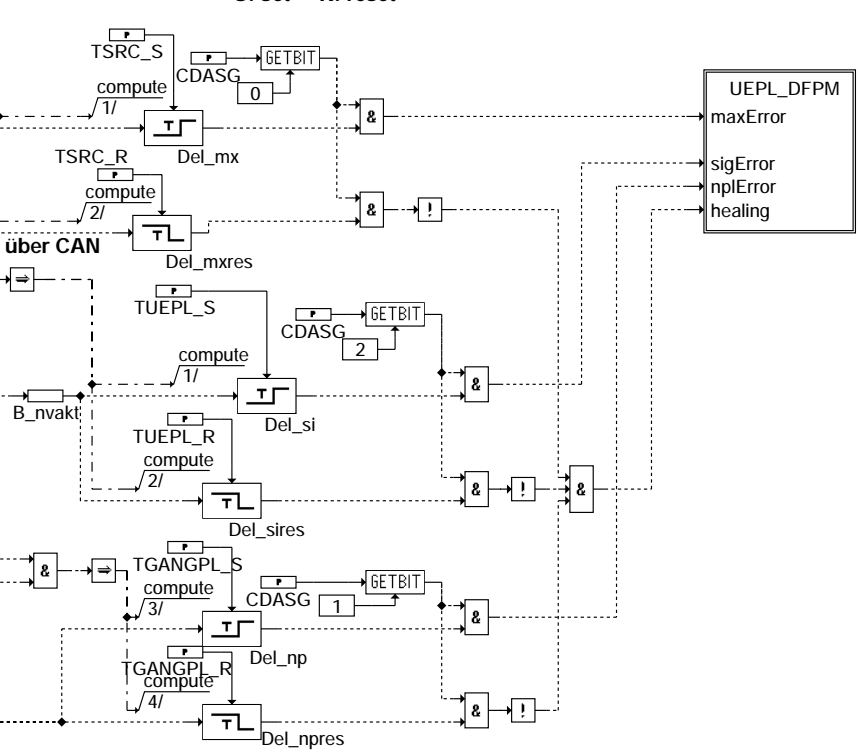 P
TSRC_S
P
CDASG
GETBIT
0
compute
1/
T
Del_mx
&
UEPL_DFPM
maxError
sigError
nplError
healing
TSRC_R
P
compute
2/
T
Del_mxres
&
!
über CAN
⇒
P
TUEPL_S
P
CDASG
GETBIT
2
compute
1/
T
Del_si
&
B_nvakt
TUEPL_R
P
compute
2/
T
Del_sires
&
!
&
&
⇒
P
TGANGPL_S
P
CDASG
GETBIT
1
compute
3/
T
Del_np
&
P
TGANGPL_R
compute
4/
T
Del_npres
&
!